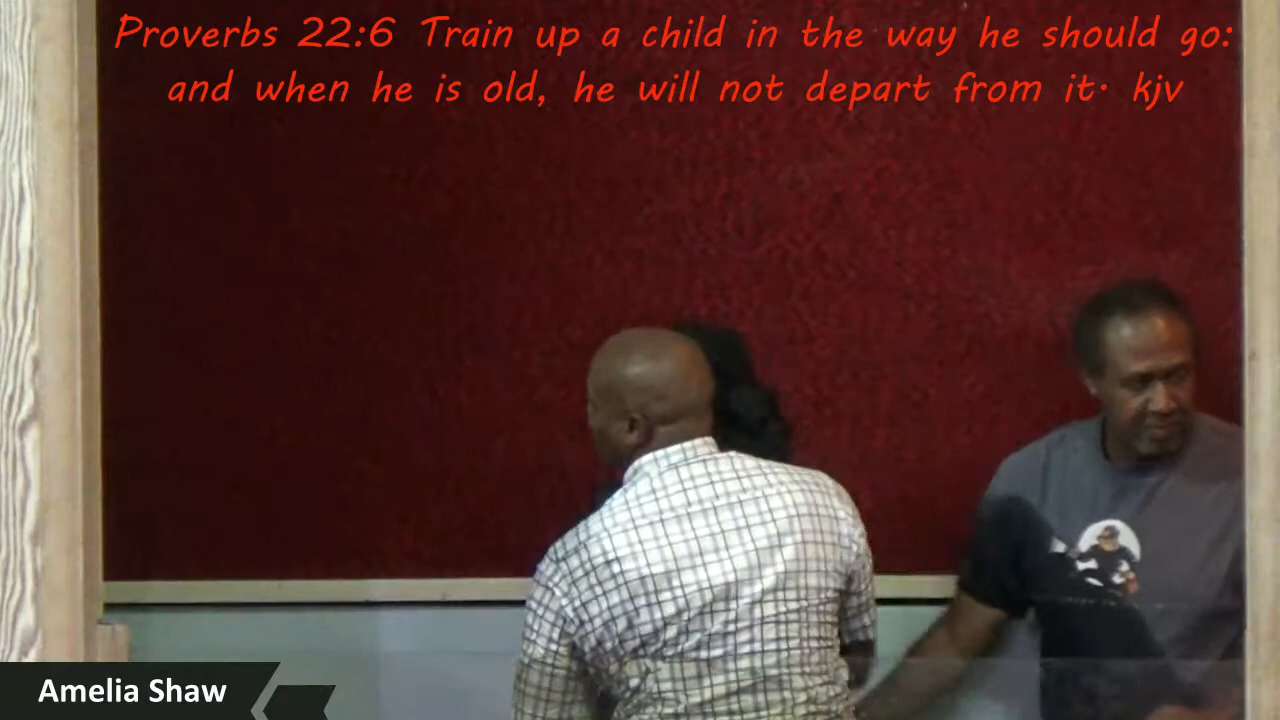 Proverbs 22:6 Train up a child in the way he should go:
and when he is old, he will not depart from it. kjv
Amelia Shaw